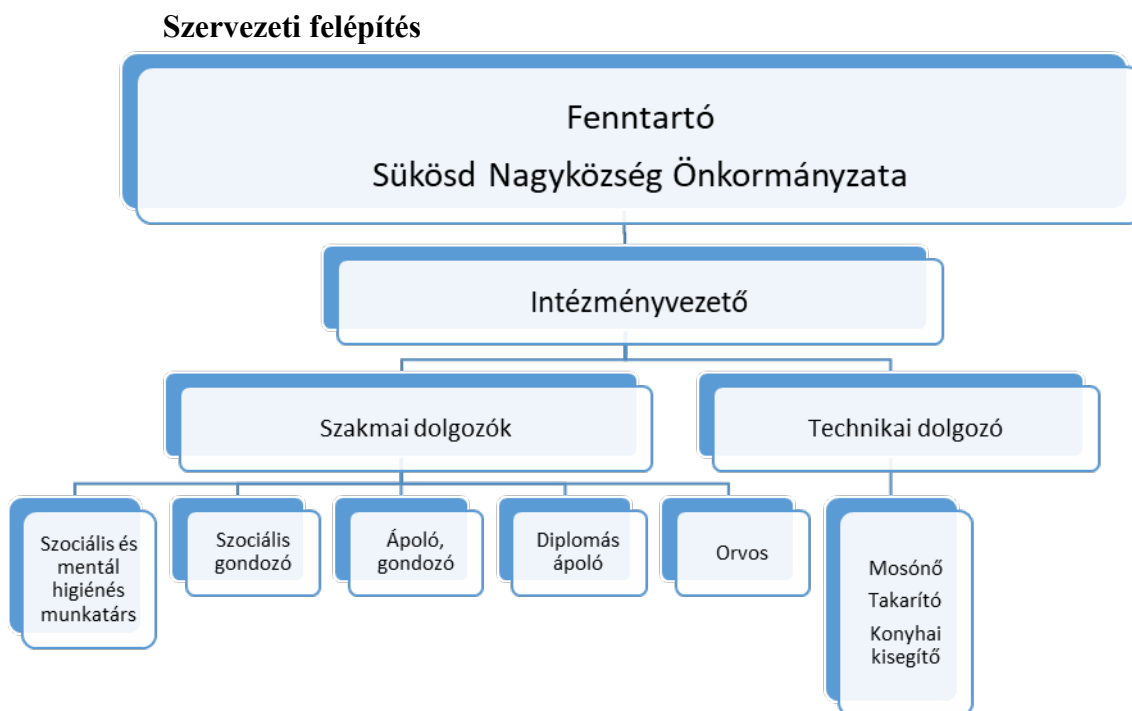 Szervezeti felépítés
Fenntartó
Sükösd Nagyközség Önkormányzata
Intézményvezető
Szakmai dolgozók
Technikai dolgozó
Szociális és
mentál
higiénés
munkatárs
Szociális
gondozó
Ápoló,
gondozó
Diplomás
ápoló
Orvos
Mosónő
Takarító
Konyhai
kisegítő